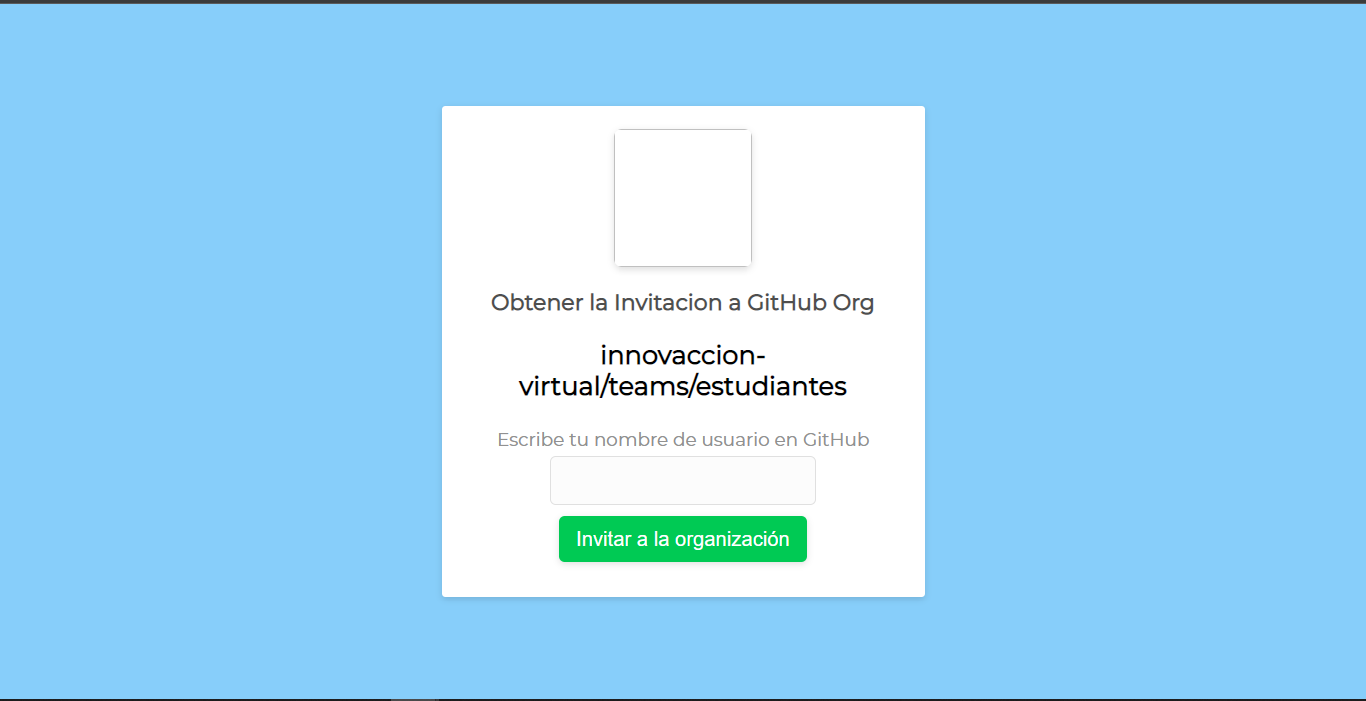 Obtener la Invitacion a GitHub Org
innovaccion-
virtual/teams/estudiantes
Escribe tu nombre de usuario en GitHub
Invitar a la organización